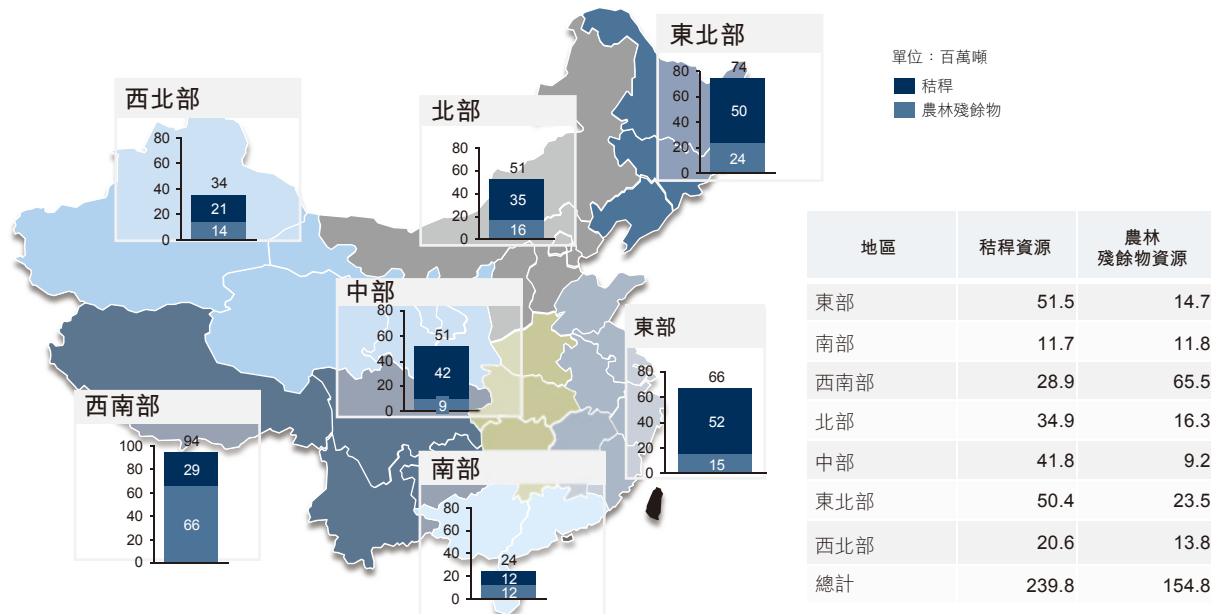 東北部
80
60
40
20
0
74
50
24
單位：百萬噸
秸稈
農林殘餘物
西北部
80
60
40
20
0
34
21
14
北部
80
60
40
20
0
51
35
16
中部
80
60
40
20
0
51
42
9
東部
80
60
40
20
0
66
52
15
西南部
100
80
60
40
20
0
94
29
66
南部
80
60
40
20
0
24
12
12
地區 秸稈資源 農林
殘餘物資源
東部 51.5 14.7
南部 11.7 11.8
西南部 28.9 65.5
北部 34.9 16.3
中部 41.8 9.2
東北部 50.4 23.5
西北部 20.6 13.8
總計 239.8 154.8